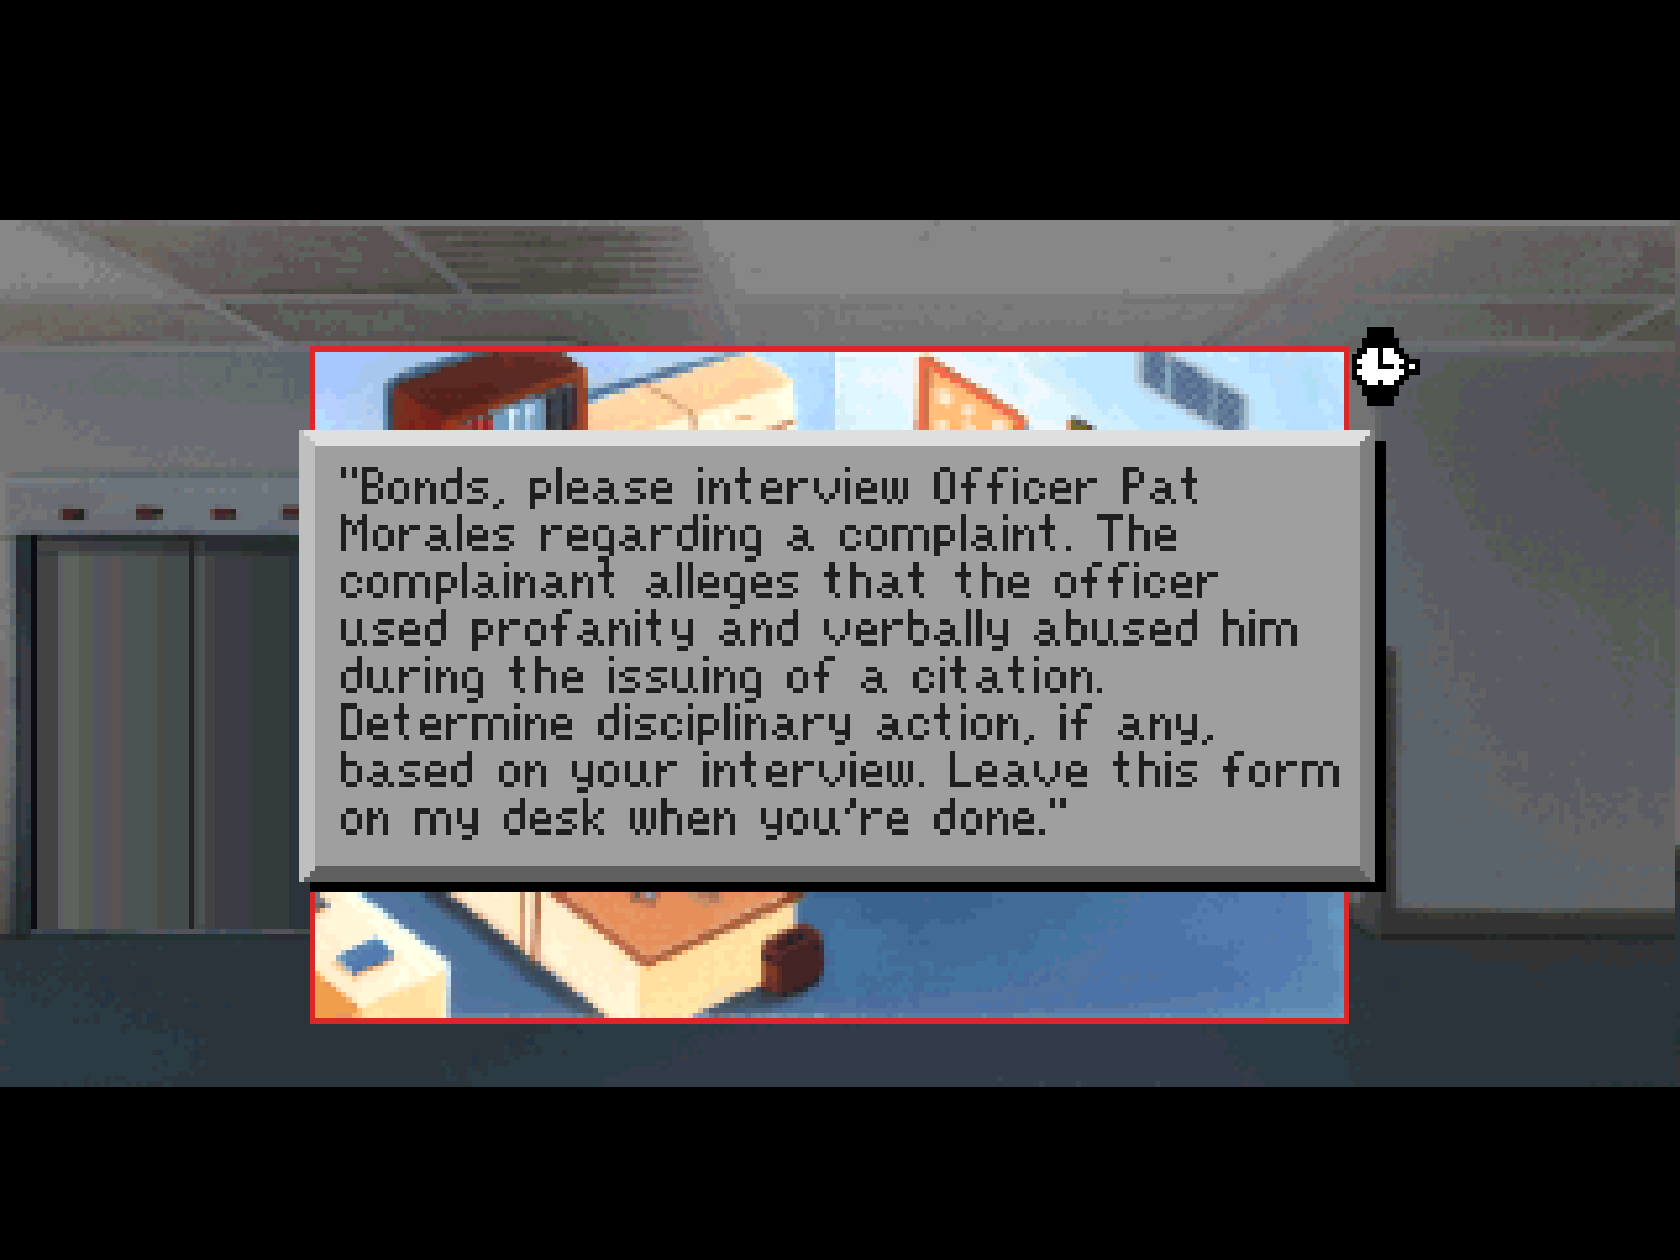 "Bonds, please interview Officer Pat
Morales regarding a complaint. The
complainant alleges that the officer
used profanity and verbally abused him
during the issuing of a citation.
Determine disciplinary action, if any,
based on your interview. Leave this form
on my desk when you're done."